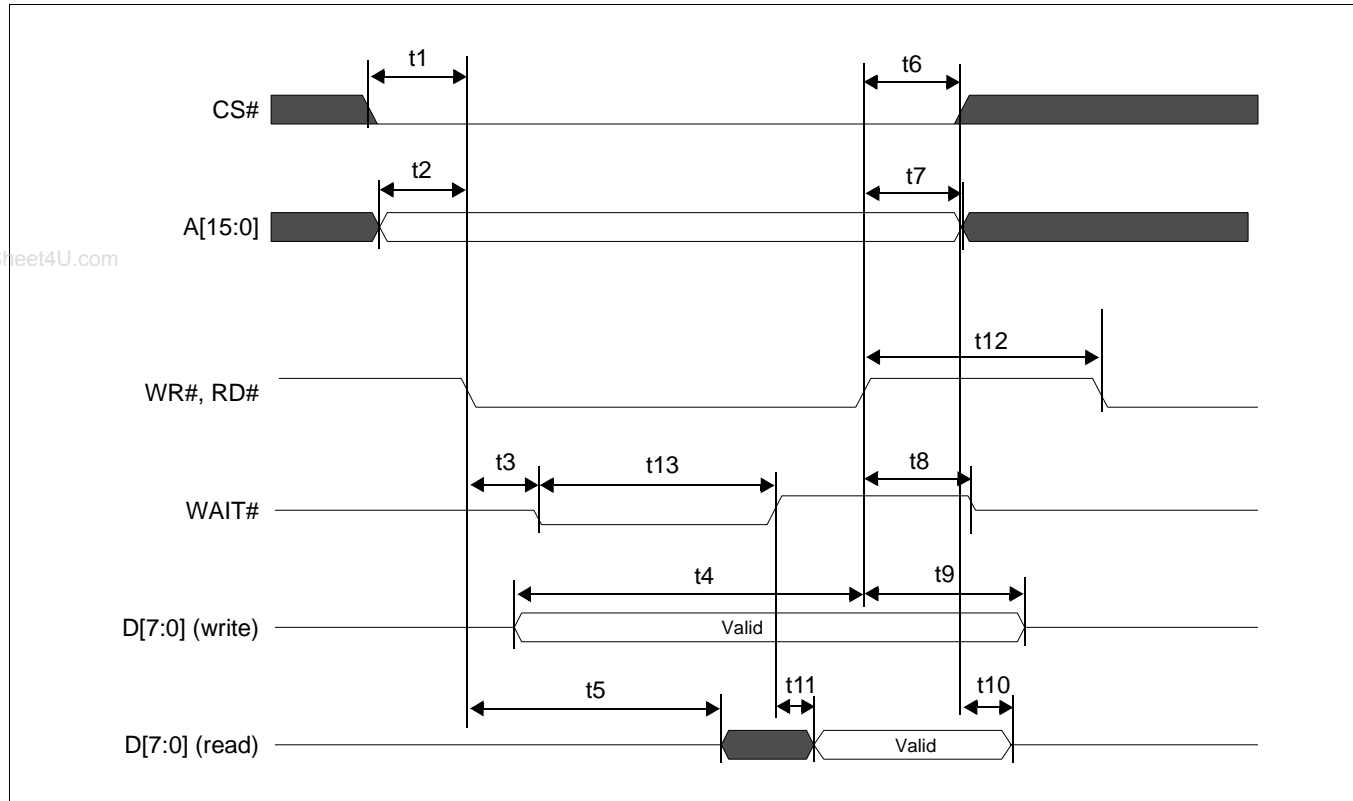 t1
t6
CS#
t2
t7
A[15:0]
heet4U.com
t12
WR#, RD#
t3
t13
t8
WAIT#
t4
t9
D[7:0] (write)
Valid
t5
t11
t10
D[7:0] (read)
Valid